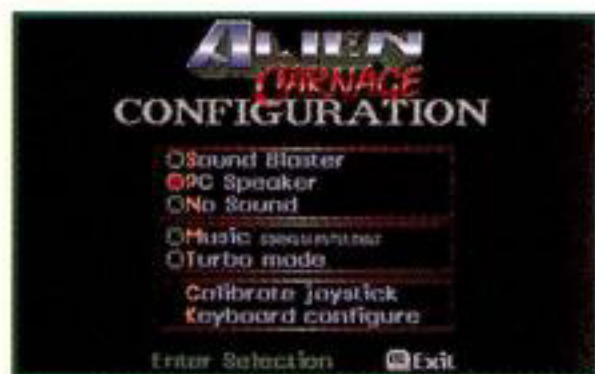 ALIEN
CARNAGE
CONFIGURATION
Sound Blaster
PC Speaker
No Sound
Music
Turbo mode
Calibrate joystick
Keyboard configure
Enter Selection
Exit